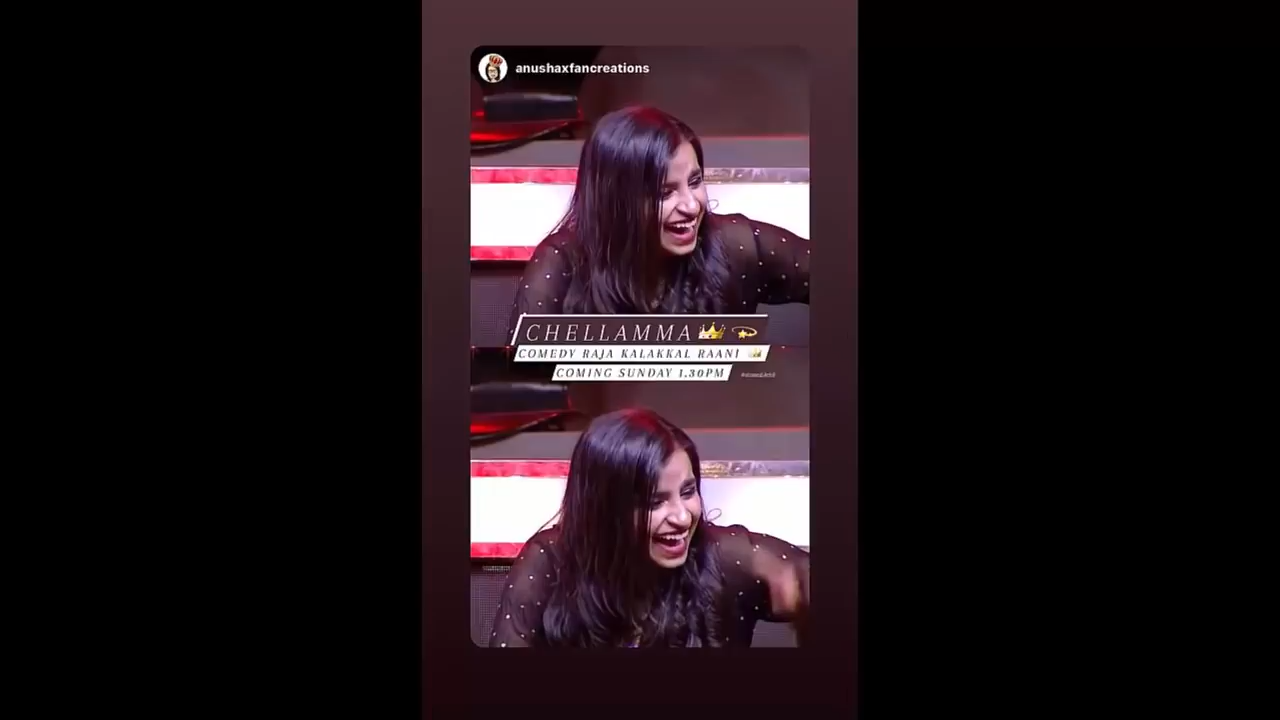 anushaxfancreations
CHELLAMMA
COMEDY RAJA KALAKKAL RAANI
COMING SUNDAY 1.30PM